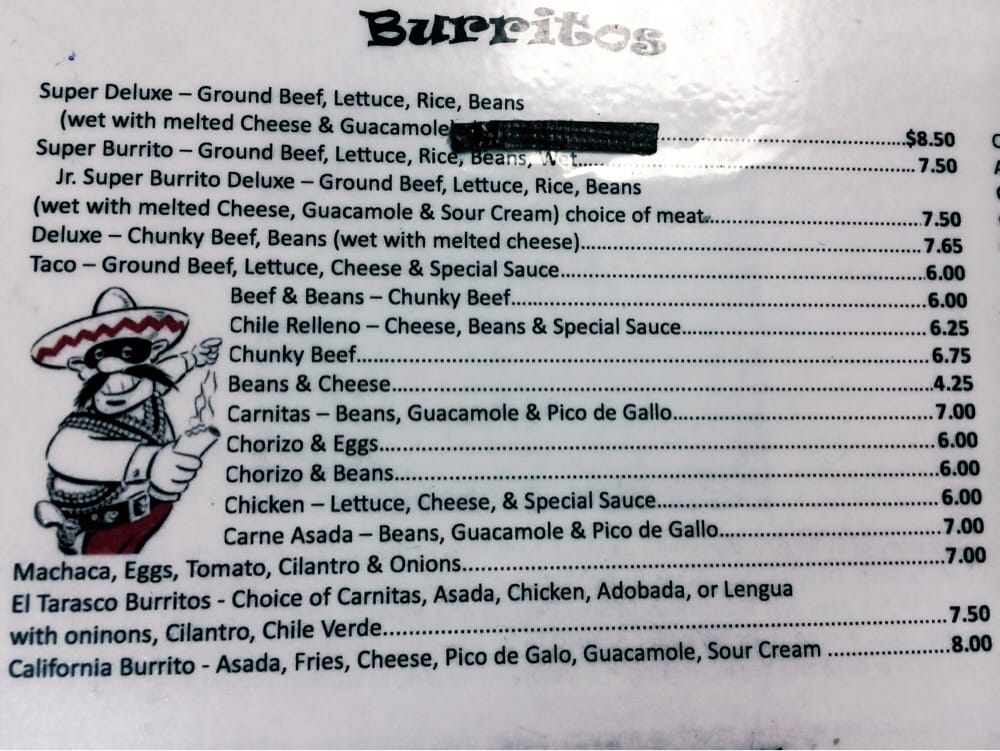 Burritos
Super Deluxe – Ground Beef, Lettuce, Rice, Beans
(wet with melted Cheese & Guacamole ........................................$8.50
Super Burrito – Ground Beef, Lettuce, Rice, Beans, Wet........................................7.50
Jr. Super Burrito Deluxe – Ground Beef, Lettuce, Rice, Beans
(wet with melted Cheese, Guacamole & Sour Cream) choice of meat........................................7.50
Deluxe – Chunky Beef, Beans (wet with melted cheese)........................................7.65
Taco – Ground Beef, Lettuce, Cheese & Special Sauce........................................6.00
Beef & Beans – Chunky Beef........................................6.00
Chile Relleno – Cheese, Beans & Special Sauce........................................6.25
Chunky Beef........................................6.75
Beans & Cheese........................................4.25
Carnitas – Beans, Guacamole & Pico de Gallo........................................7.00
Chorizo & Eggs........................................6.00
Chorizo & Beans........................................6.00
Chicken – Lettuce, Cheese, & Special Sauce........................................6.00
Carne Asada – Beans, Guacamole & Pico de Gallo........................................7.00
Machaca, Eggs, Tomato, Cilantro & Onions........................................7.00
El Tarasco Burritos - Choice of Carnitas, Asada, Chicken, Adobada, or Lengua
with oninons, Cilantro, Chile Verde........................................7.50
California Burrito - Asada, Fries, Cheese, Pico de Galo, Guacamole, Sour Cream ....................8.00